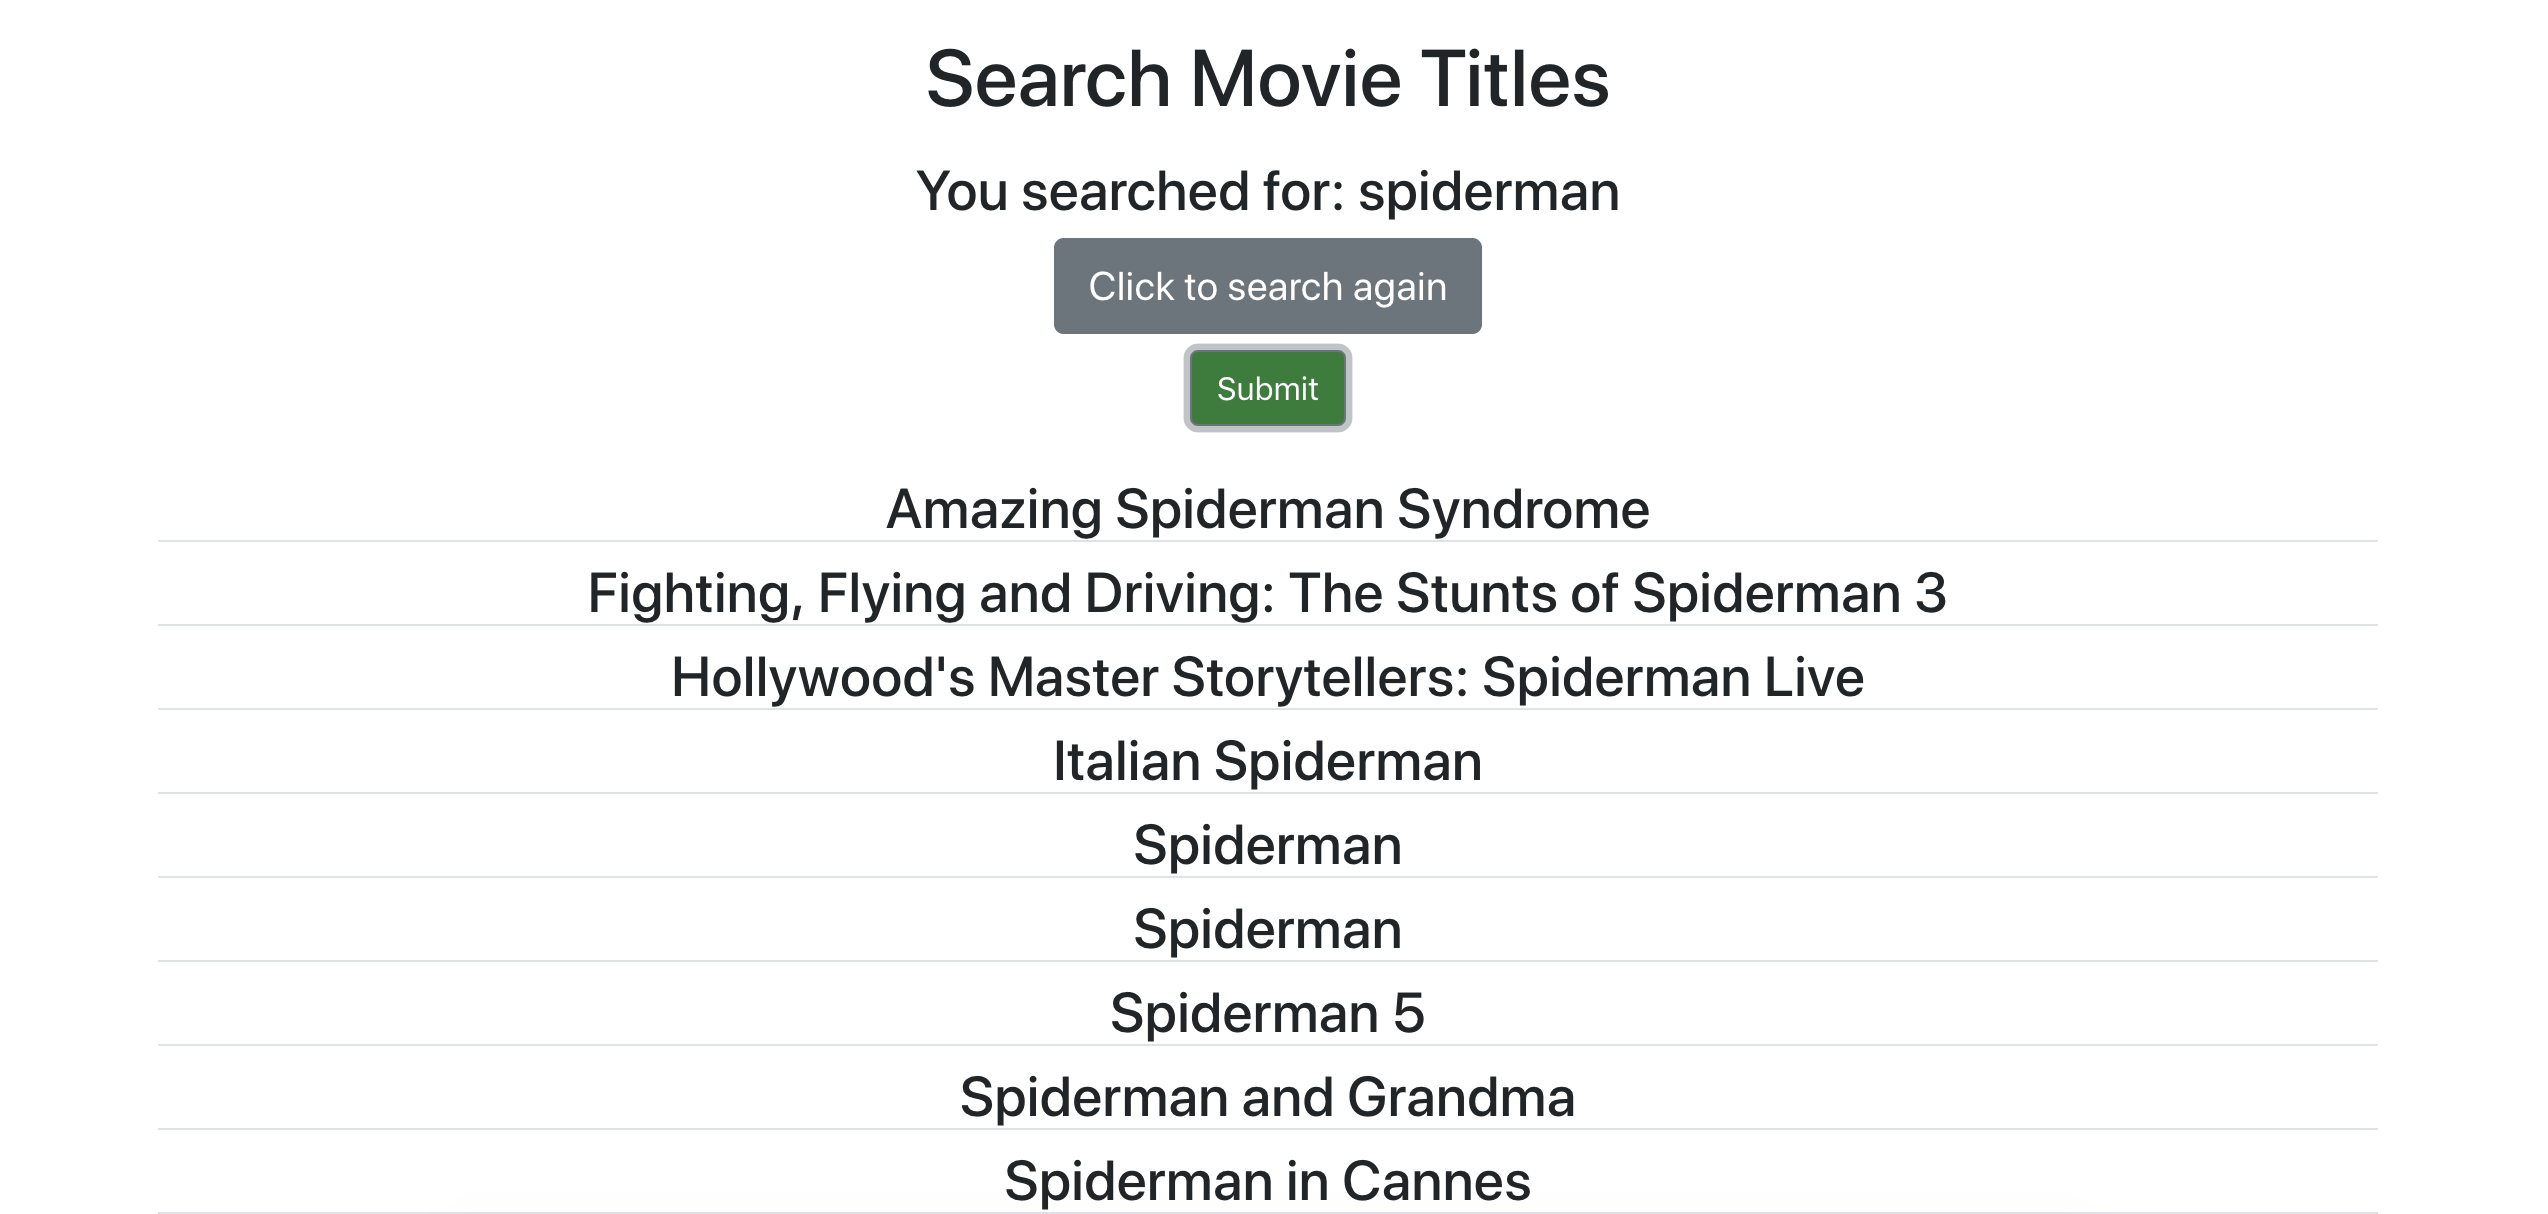 Search Movie Titles
You searched for: spiderman
Click to search again
Submit
Amazing Spiderman Syndrome
Fighting, Flying and Driving: The Stunts of Spiderman 3
Hollywood's Master Storytellers: Spiderman Live
Italian Spiderman
Spiderman
Spiderman
Spiderman 5
Spiderman and Grandma
Spiderman in Cannes